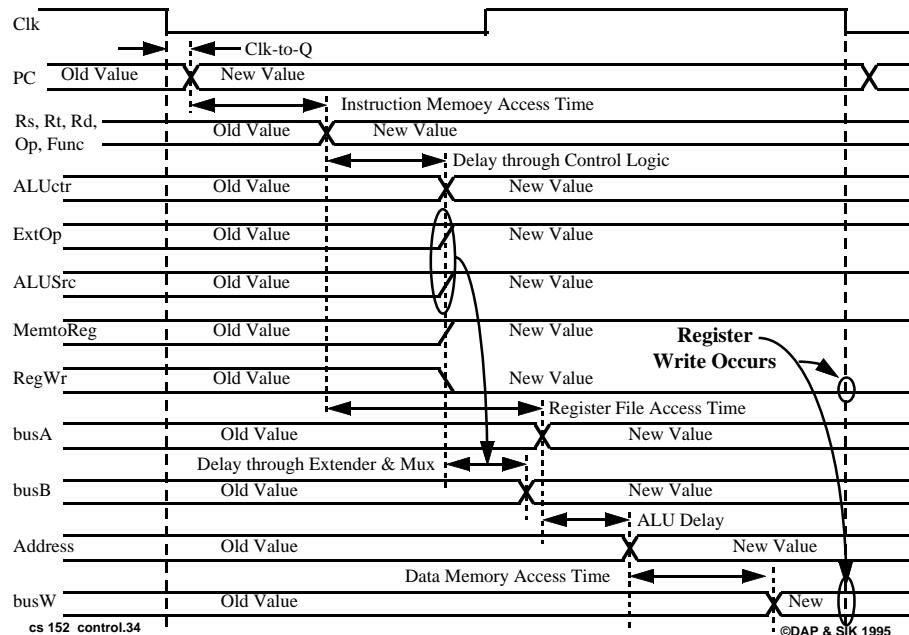 Clk
Clk-to-Q
PC Old Value New Value
Instruction Memoey Access Time
Rs, Rt, Rd,
Op, Func
Old Value New Value
Delay through Control Logic
ALUctr Old Value New Value
ExtOp Old Value New Value
ALUSrc Old Value New Value
MemtoReg Old Value New Value
Register
Write Occurs
RegWr Old Value New Value
Register File Access Time
busA Old Value New Value
Delay through Extender & Mux
busB Old Value New Value
ALU Delay
Address Old Value New Value
Data Memory Access Time
busW Old Value New
cs 152 control.34 ©DAP & SIK 1995